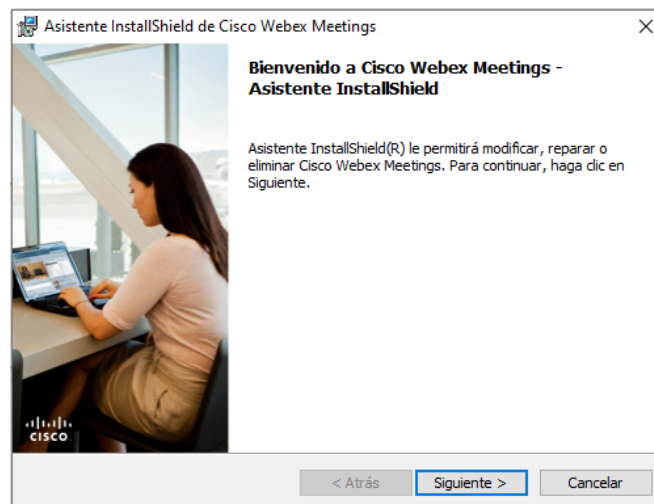 Asistente InstallShield de Cisco Webex Meetings
Bienvenido a Cisco Webex Meetings -
Asistente InstallShield
Asistente InstallShield(R) le permitirá modificar, reparar o
eliminar Cisco Webex Meetings. Para continuar, haga clic en
Siguiente.
CISCO
< Atrás
Siguiente >
Cancelar